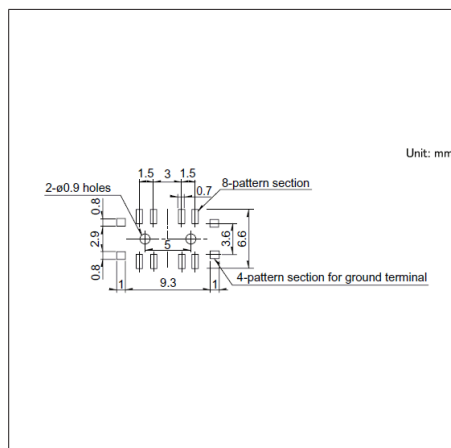 Unit: mm
1.5 3 1.5
2-ø0.9 holes
0.7
8-pattern section
0.8
2.9
0.8
5
3.6
6.6
4-pattern section for ground terminal
1 9.3 1